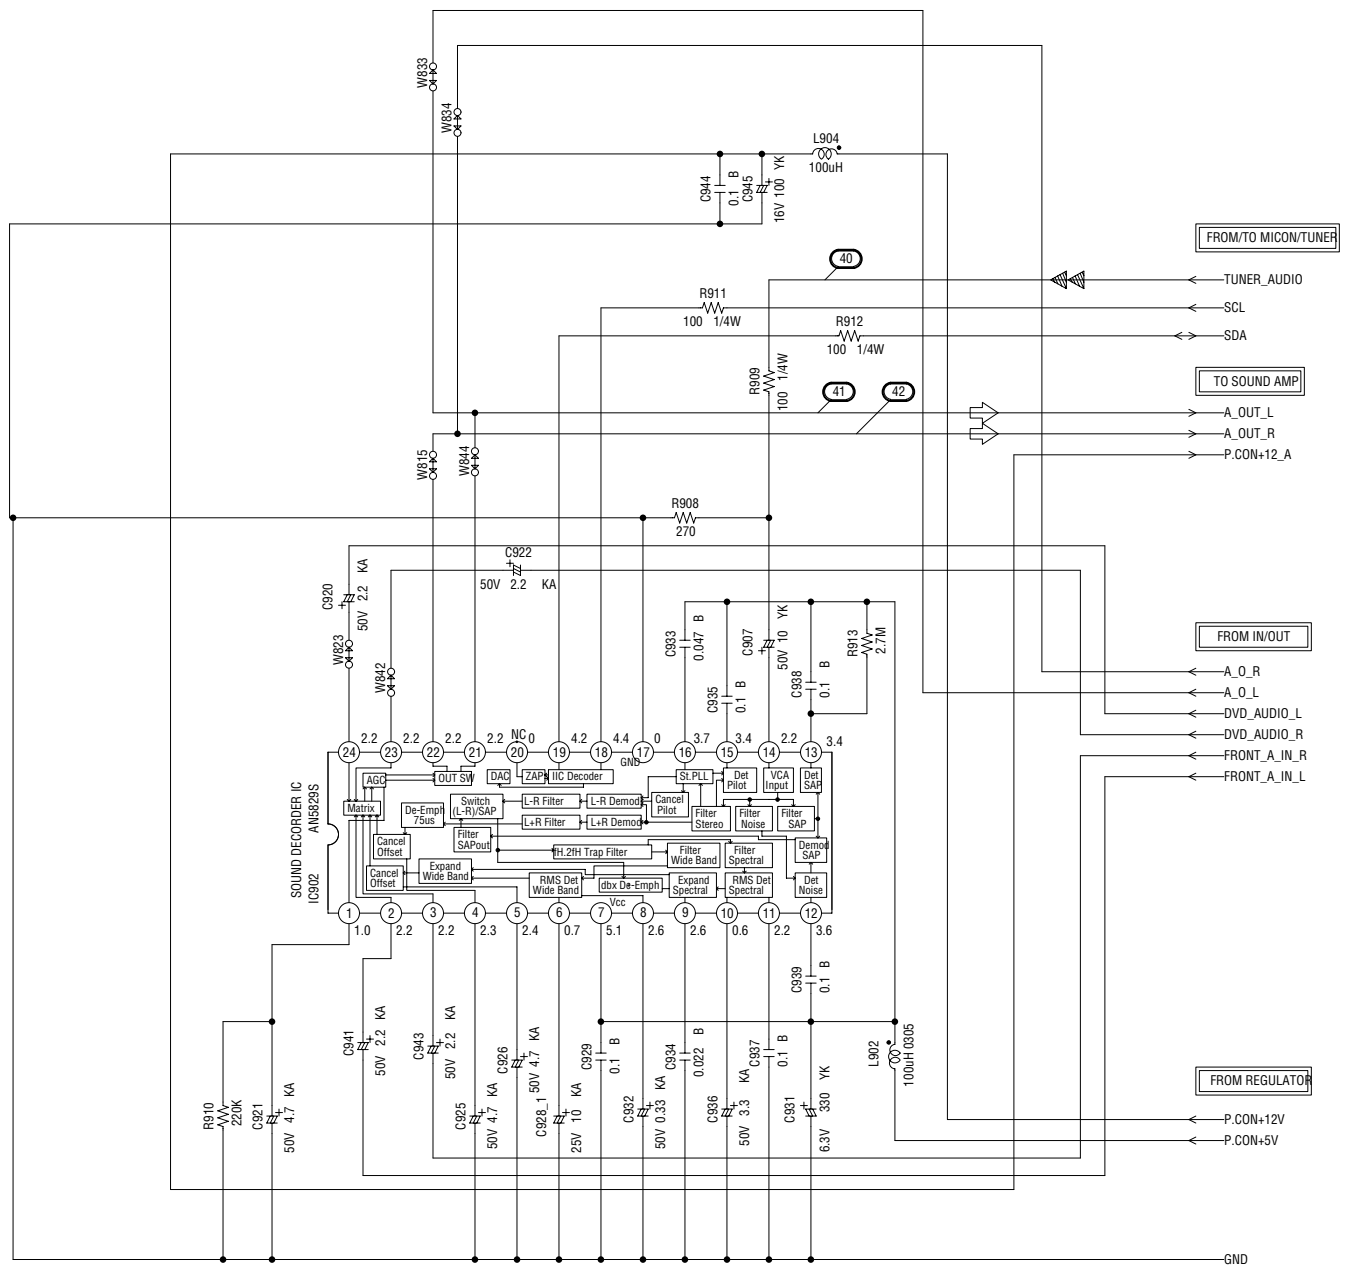 W833
W834
L904
100uH
C944
0.1 B
C945
16V 100 YK
FROM/TO MICON/TUNER
40
TUNER_AUDIO
R911
100 1/4W
SCL
R912
100 1/4W
SDA
R909
100 1/4W
TO SOUND AMP
41
42
A_OUT_L
A_OUT_R
P.CON+12_A
W815
W844
R908
270
C922
50V 2.2 KA
C920
50V 2.2 KA
W823
W842
C933
0.047 B
C935
0.1 B
C907
50V 10 YK
C938
0.1 B
R913
2.7M
FROM IN/OUT
A_O_R
A_O_L
DVD_AUDIO_L
DVD_AUDIO_R
FRONT_A_IN_R
FRONT_A_IN_L
24 2.2
23 2.2
22 2.2
21 2.2
NC
20 0
19 4.2
18 4.4
17 0
GND
16 3.7
15 3.4
14 2.2
13 3.4
SOUND DECORDER IC
AN5829S
IC902
AGC
OUT SW
DAC
ZAP
IIC Decoder
St.PLL
Det
Pilot
VCA
Input
Det
SAP
Matrix
De-Emph
75us
Switch
(L-R)/SAP
L-R Filter
L-R Demod
Cancel
Pilot
Filter
Stereo
Filter
Noise
Filter
SAP
L+R Filter
L+R Demod
Cancel
Offset
Filter
SAPout
fH.2fH Trap Filter
Filter
Wide Band
Filter
Spectral
Demod
SAP
Cancel
Offset
Expand
Wide Band
RMS Det
Wide Band
dbx De-Emph
Expand
Spectral
RMS Det
Spectral
Det
Noise
Vcc
1 1.0
2 2.2
3 2.2
4 2.3
5 2.4
6 0.7
7 5.1
8 2.6
9 2.6
10 0.6
11 2.2
12 3.6
C939
0.1 B
R910
220K
C921
50V 4.7 KA
C941
50V 2.2 KA
C943
50V 2.2 KA
C925
50V 4.7 KA
C926
50V 4.7 KA
C928_1
25V 10 KA
C929
0.1 B
C932
50V 0.33 KA
C934
0.022 B
C936
50V 3.3 KA
C937
0.1 B
C931
6.3V 330 YK
L902
100uH 0305
FROM REGULATOR
P.CON+12V
P.CON+5V
GND